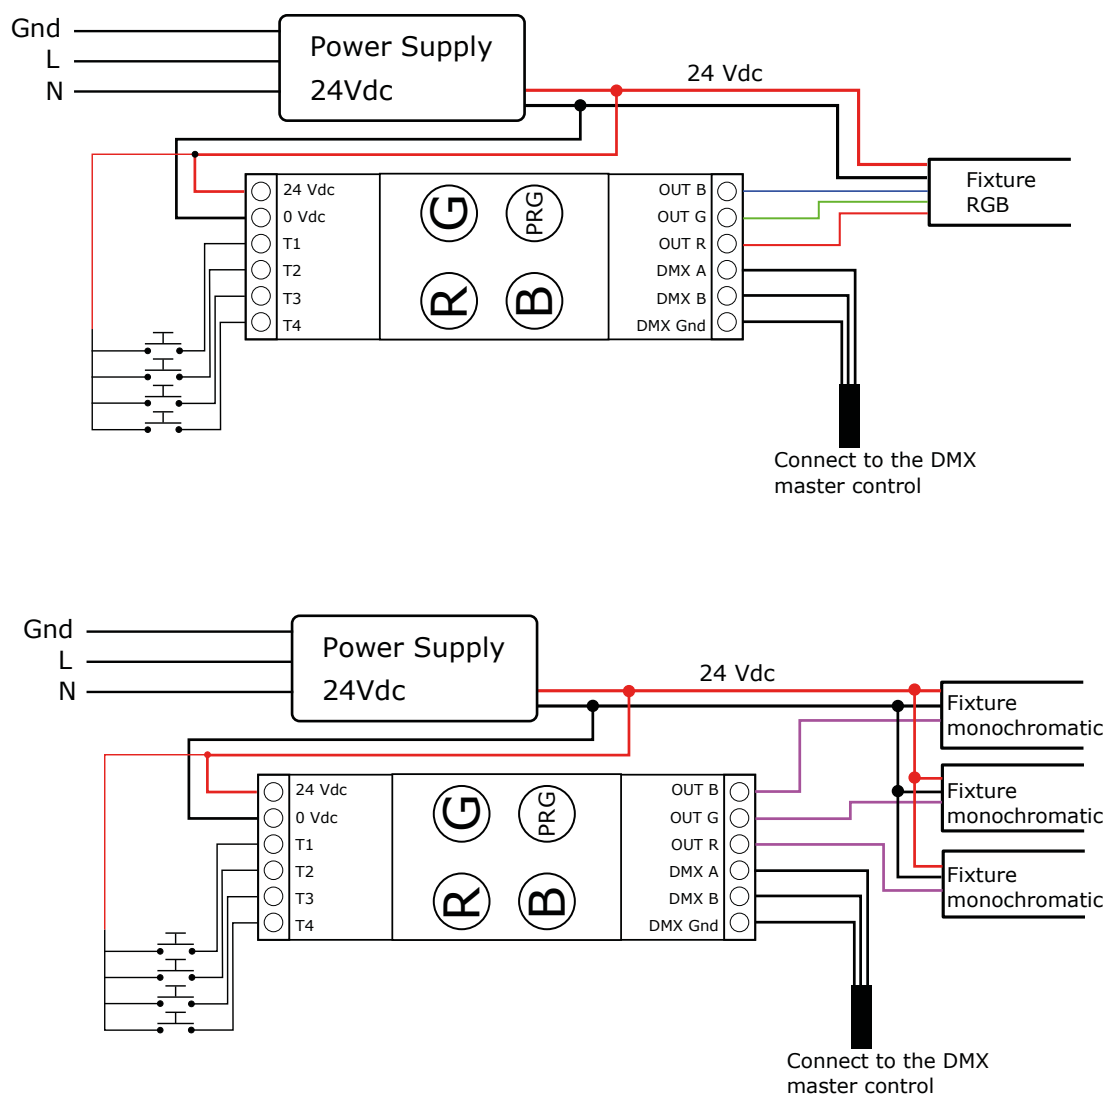 Gnd
L
N
Power Supply
24Vdc
24 Vdc
Fixture
RGB
24 Vdc
0 Vdc
T1
T2
T3
T4
G
PRG
R
B
OUT B
OUT G
OUT R
DMX A
DMX B
DMX Gnd
Connect to the DMX
master control
Gnd
L
N
Power Supply
24Vdc
24 Vdc
Fixture
monochromatic
Fixture
monochromatic
Fixture
monochromatic
24 Vdc
0 Vdc
T1
T2
T3
T4
G
PRG
R
B
OUT B
OUT G
OUT R
DMX A
DMX B
DMX Gnd
Connect to the DMX
master control